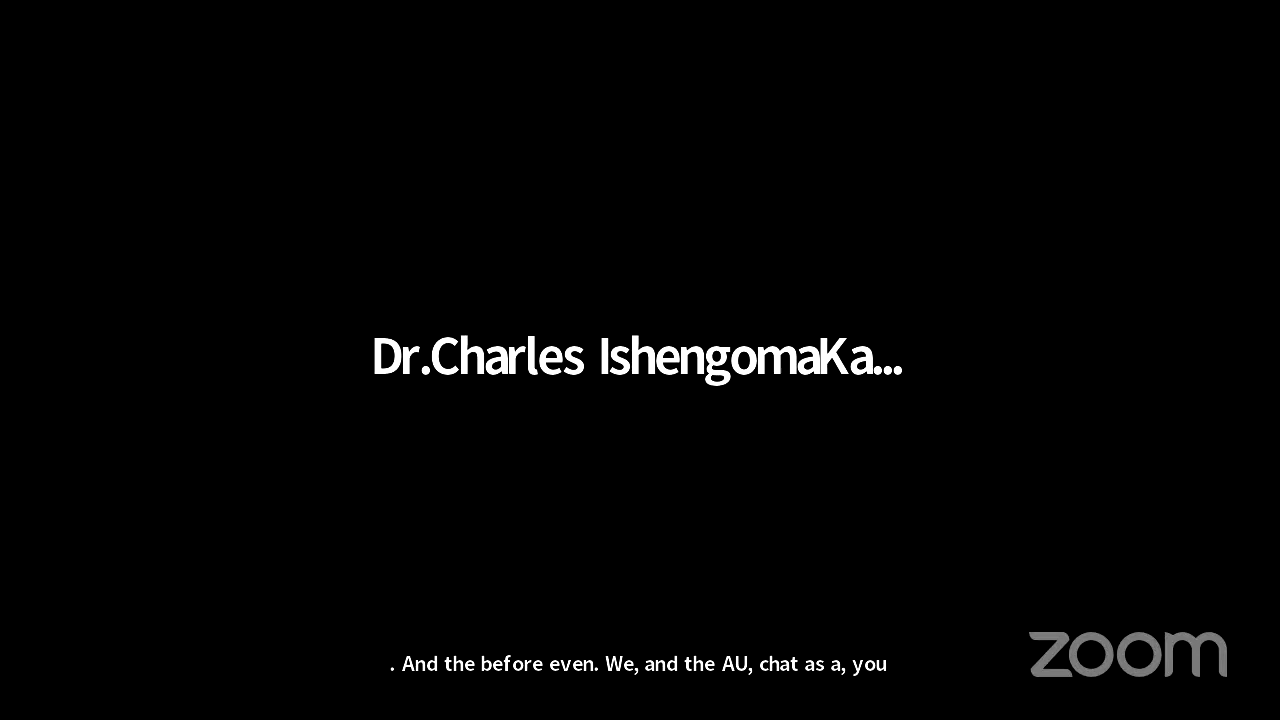 Dr.Charles IshengomaKa...
. And the before even. We, and the AU, chat as a, you
zoom